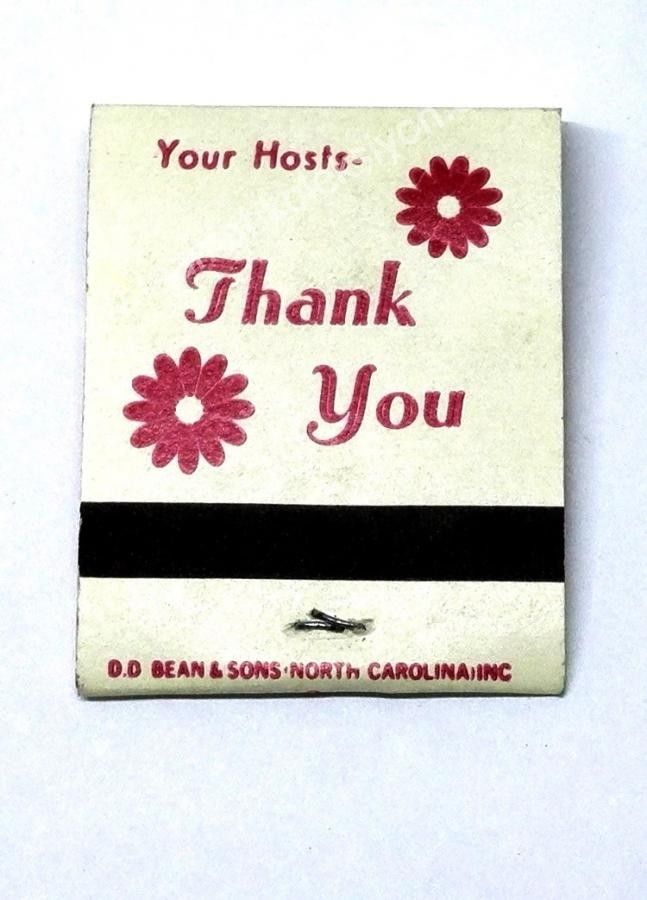 Your Hosts-
Thank
You
D.D BEAN & SONS·NORTH CAROLINA,INC